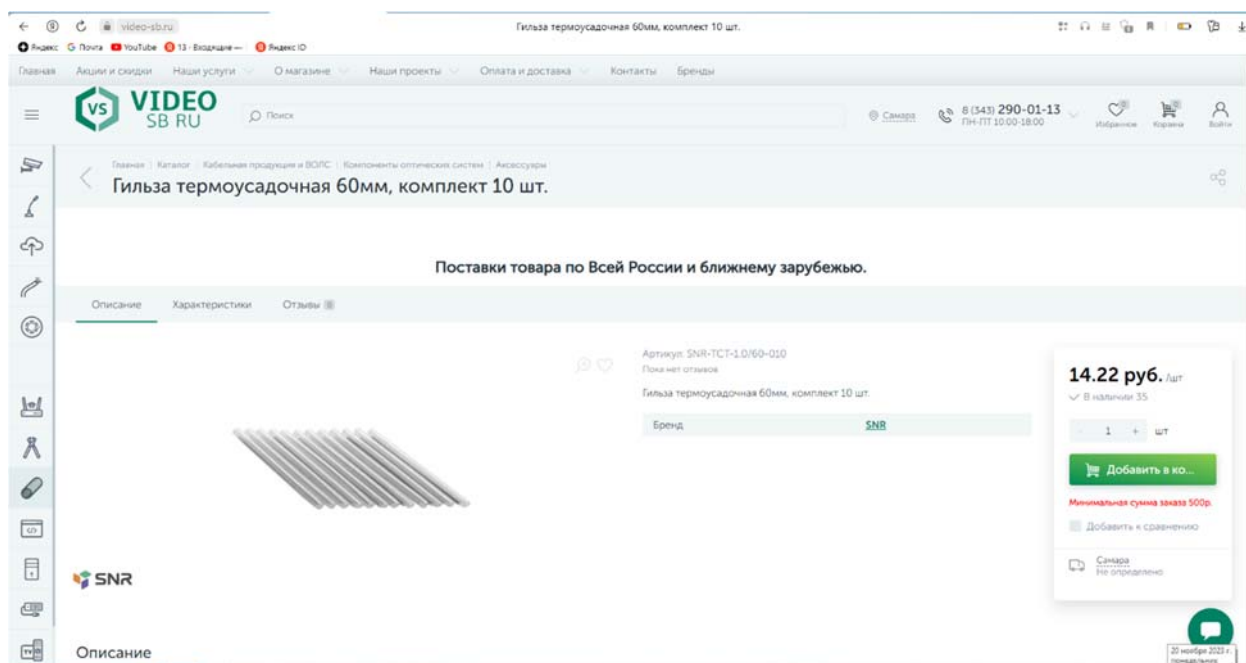 video-sb.ru
Гильза термоусадочная 60мм, комплект 10 шт.
Яндекс Почта YouTube 13 · Входящие — Яндекс ID
Главная Акции и скидки Наши услуги О магазине Наши проекты Оплата и доставка Контакты Бренды
VS VIDEO
SB RU
Поиск
Самара
8 (343) 290-01-13
ПН-ПТ 10:00-18:00
Избранное Корзина Войти
Главная Каталог Кабельная продукция и ВОЛС Компоненты оптических систем Аксессуары
Гильза термоусадочная 60мм, комплект 10 шт.
Поставки товара по Всей России и ближнему зарубежью.
Описание Характеристики Отзывы 0
Артикул: SNR-TCT-1.0/60-010
Пока нет отзывов
Гильза термоусадочная 60мм, комплект 10 шт.
Бренд SNR
14.22 руб. /шт
В наличии 35
- 1 + шт
Добавить в ко...
Минимальная сумма заказа 500р.
Добавить к сравнению
Самара
Не определено
SNR
Описание
20 ноября 2023 г.
понедельник